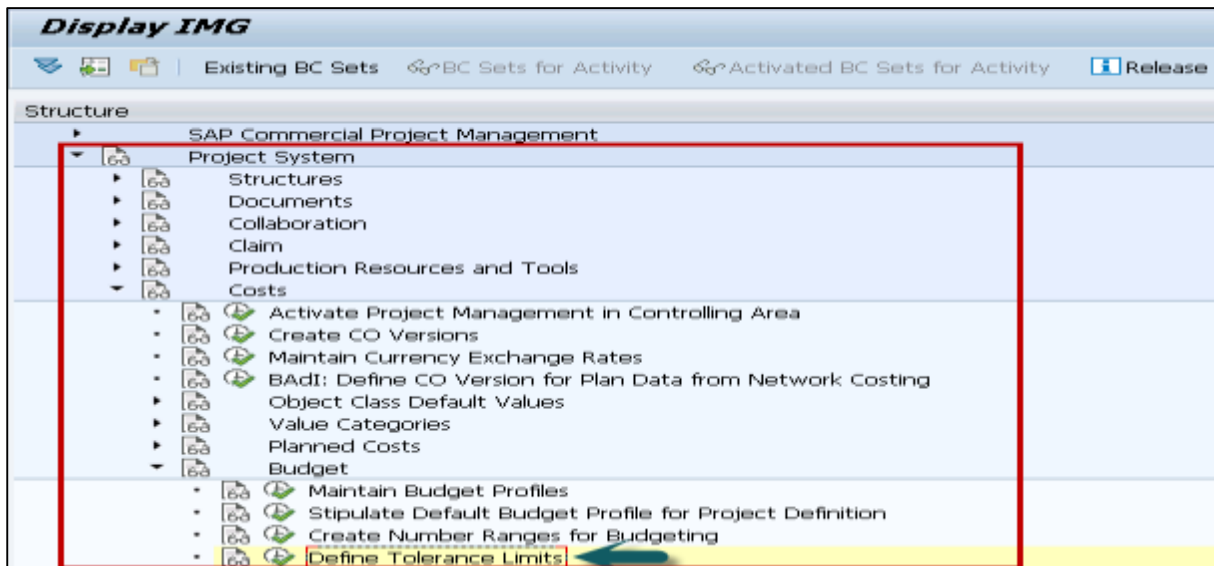 Display IMG
Existing BC Sets BC Sets for Activity Activated BC Sets for Activity Release
Structure
SAP Commercial Project Management
Project System
Structures
Documents
Collaboration
Claim
Production Resources and Tools
Costs
Activate Project Management in Controlling Area
Create CO Versions
Maintain Currency Exchange Rates
BAdI: Define CO Version for Plan Data from Network Costing
Object Class Default Values
Value Categories
Planned Costs
Budget
Maintain Budget Profiles
Stipulate Default Budget Profile for Project Definition
Create Number Ranges for Budgeting
Define Tolerance Limits